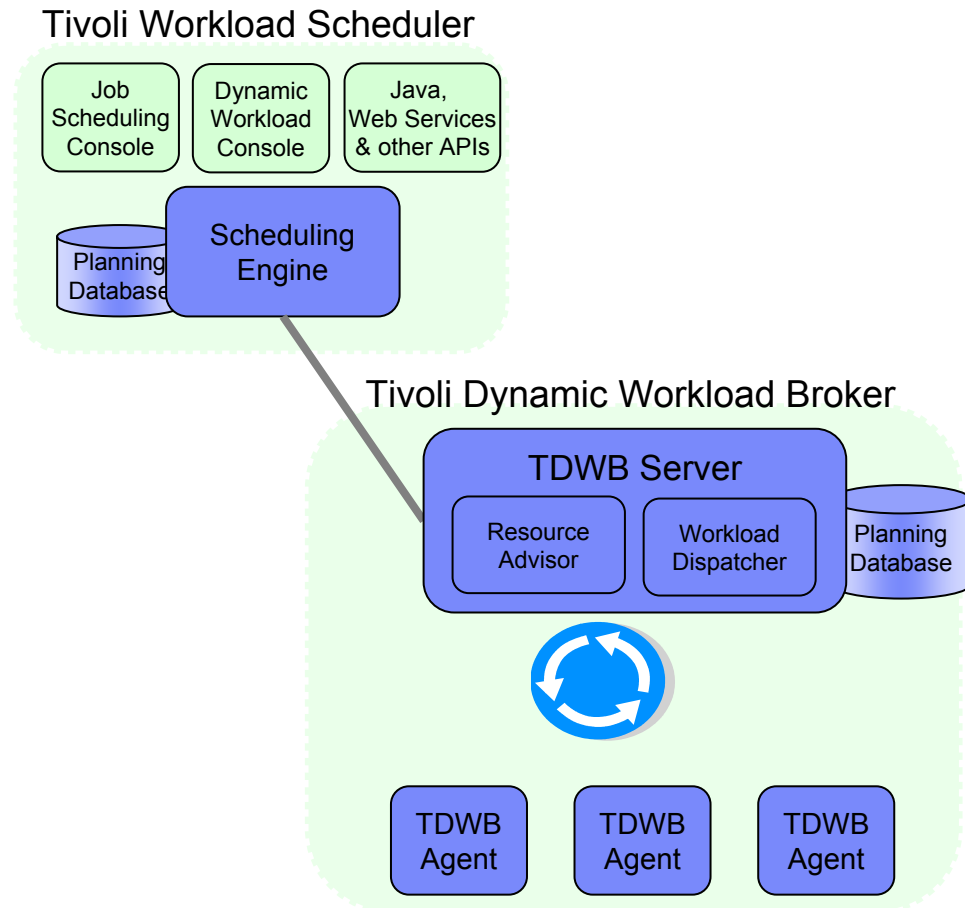 Tivoli Workload Scheduler
Job
Scheduling
Console
Dynamic
Workload
Console
Java,
Web Services
& other APIs
Scheduling
Engine
Planning
Database
Tivoli Dynamic Workload Broker
TDWB Server
Resource
Advisor
Workload
Dispatcher
Planning
Database
TDWB
Agent
TDWB
Agent
TDWB
Agent